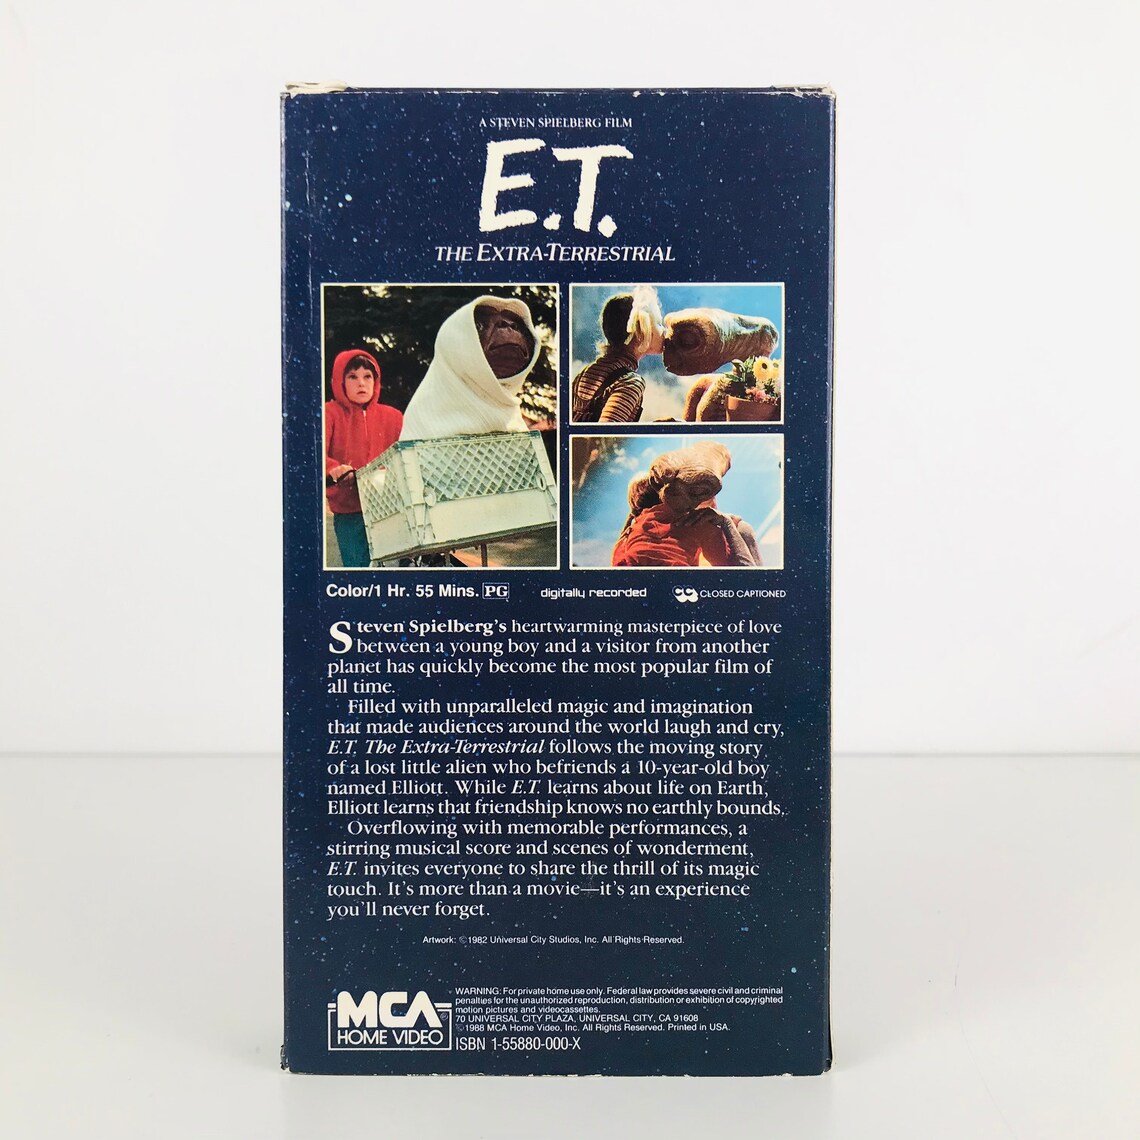 A STEVEN SPIELBERG FILM
E.T.
THE EXTRA-TERRESTRIAL
Color/1 Hr. 55 Mins. PG digitally recorded CC CLOSED CAPTIONED
Steven Spielberg's heartwarming masterpiece of love
between a young boy and a visitor from another
planet has quickly become the most popular film of
all time.
Filled with unparalleled magic and imagination
that made audiences around the world laugh and cry,
E.T. The Extra-Terrestrial follows the moving story
of a lost little alien who befriends a 10-year-old boy
named Elliott. While E.T. learns about life on Earth,
Elliott learns that friendship knows no earthly bounds.
Overflowing with memorable performances, a
stirring musical score and scenes of wonderment,
E.T. invites everyone to share the thrill of its magic
touch. It's more than a movie—it's an experience
you'll never forget.
Artwork: ©1982 Universal City Studios, Inc. All Rights Reserved.
MCA
HOME VIDEO ®
WARNING: For private home use only. Federal law provides severe civil and criminal
penalties for the unauthorized reproduction, distribution or exhibition of copyrighted
motion pictures and videocassettes.
70 UNIVERSAL CITY PLAZA, UNIVERSAL CITY, CA 91608
©1988 MCA Home Video, Inc. All Rights Reserved. Printed in USA.
ISBN 1-55880-000-X